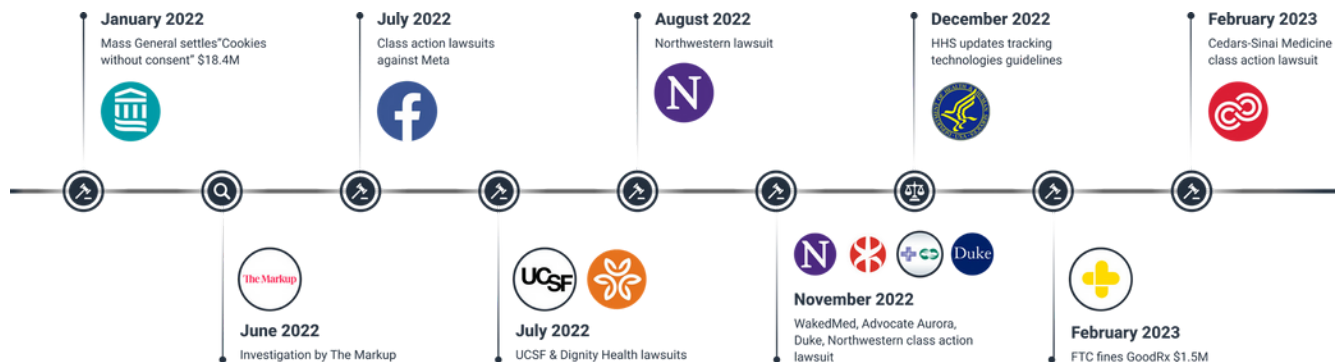 January 2022
Mass General settles”Cookies
without consent” $18.4M
July 2022
Class action lawsuits
against Meta
August 2022
Northwestern lawsuit
N
December 2022
HHS updates tracking
technologies guidelines
February 2023
Cedars-Sinai Medicine
class action lawsuit
The Markup
June 2022
Investigation by The Markup
UCSF
July 2022
UCSF & Dignity Health lawsuits
N
Duke
November 2022
WakedMed, Advocate Aurora,
Duke, Northwestern class action
lawsuit
February 2023
FTC fines GoodRx $1.5M